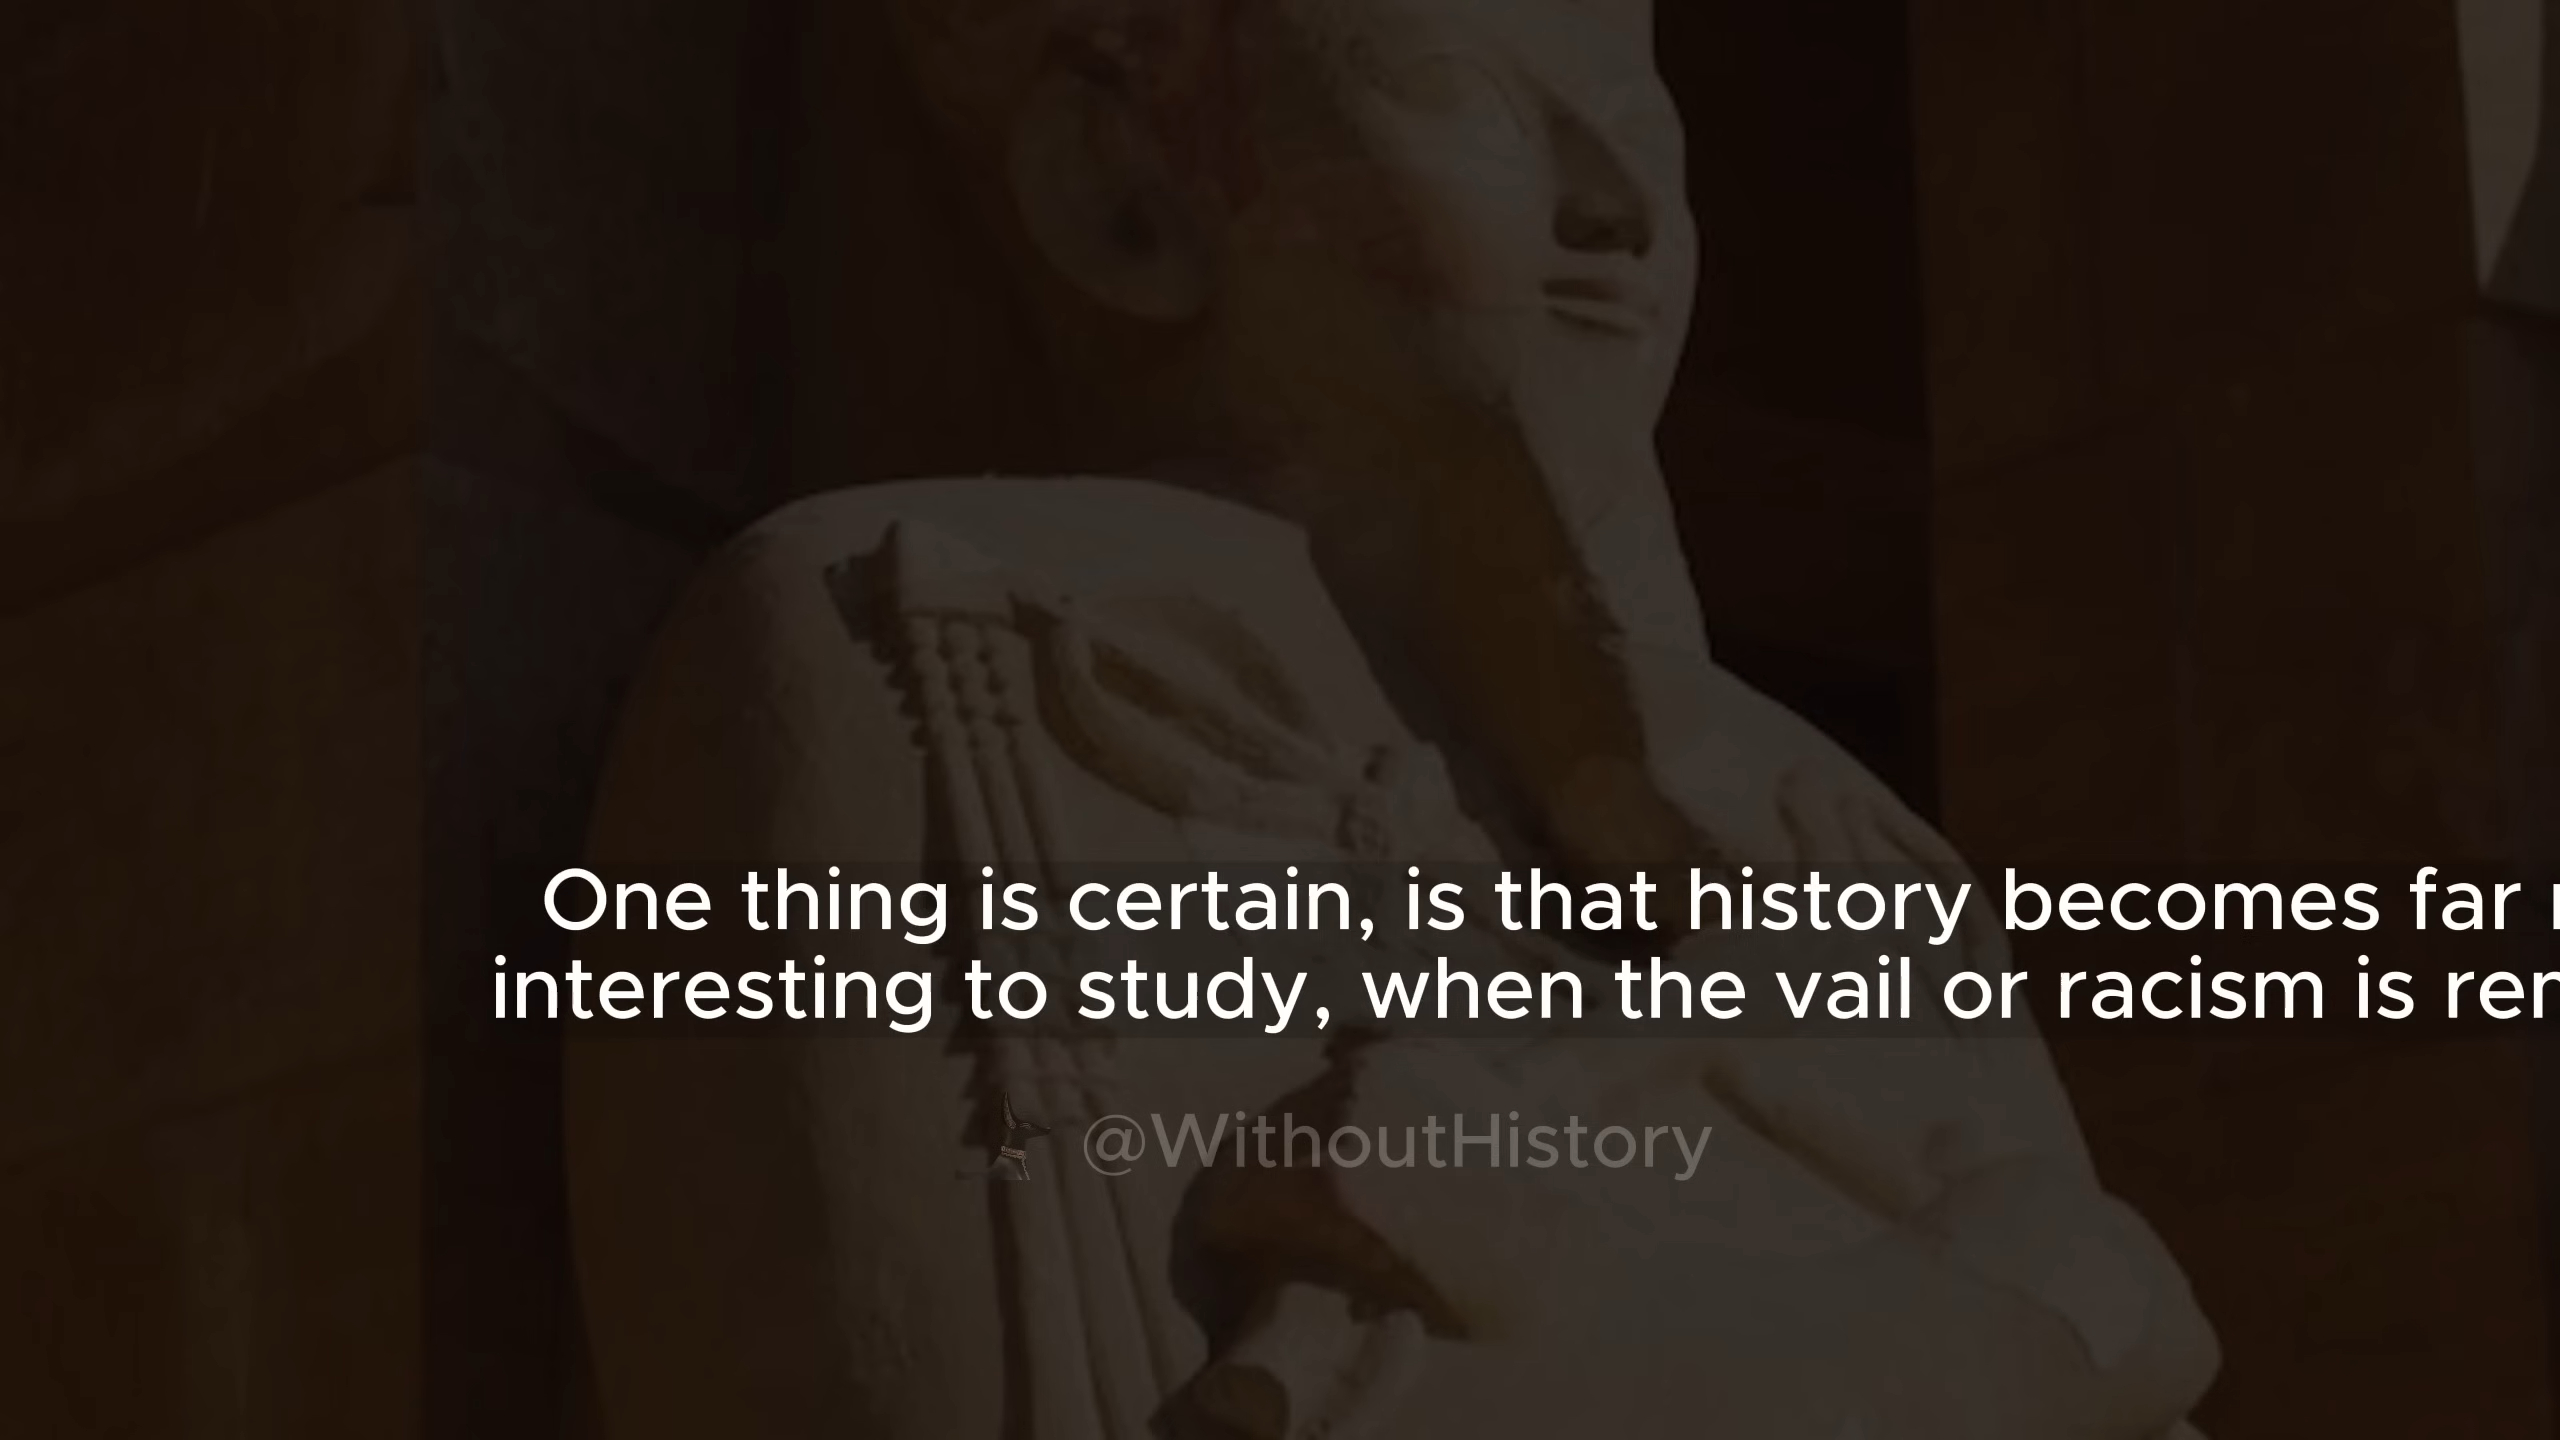 One thing is certain, is that history becomes far
interesting to study, when the vail or racism is
@WithoutHistory